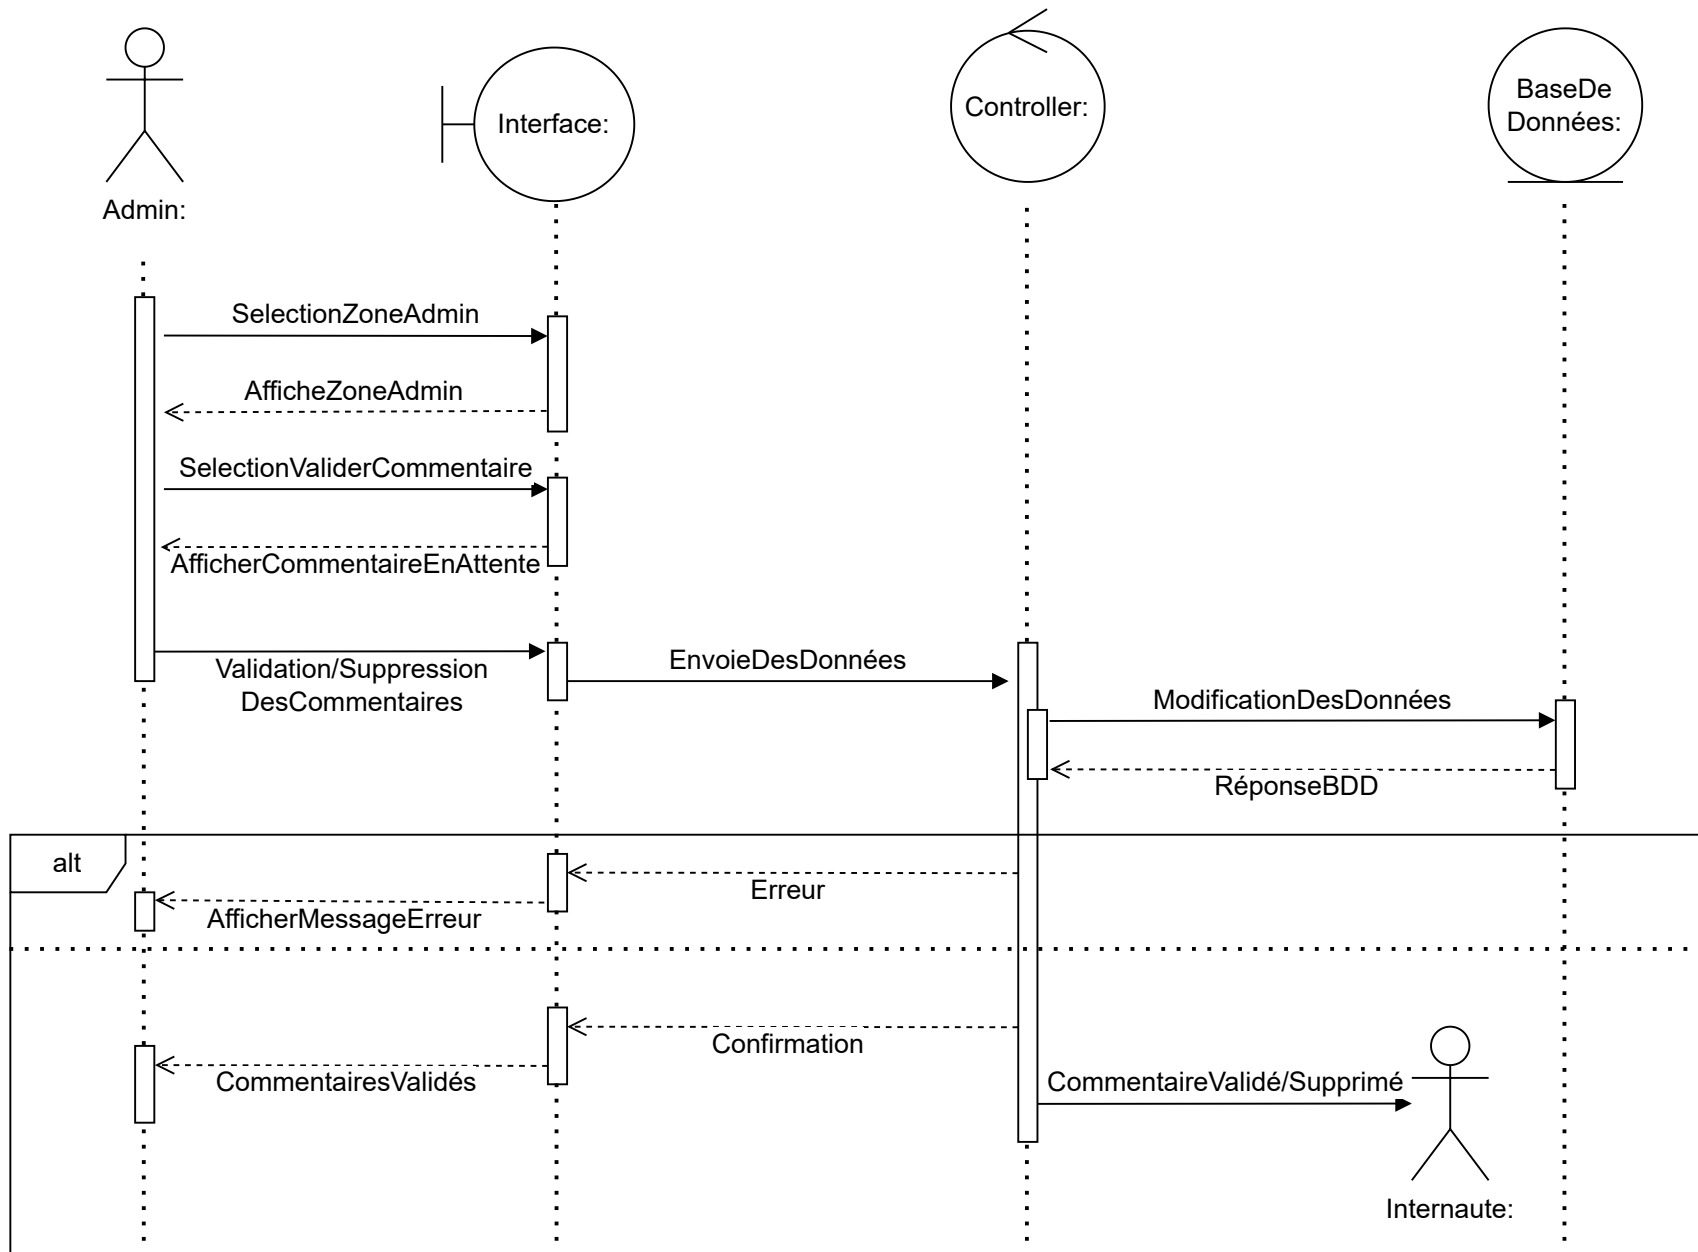 Interface:
Controller:
BaseDe
Données:
Admin:
SelectionZoneAdmin
AfficheZoneAdmin
SelectionValiderCommentaire
AfficherCommentaireEnAttente
Validation/Suppression
DesCommentaires
EnvoieDesDonnées
ModificationDesDonnées
RéponseBDD
alt
Erreur
AfficherMessageErreur
Confirmation
CommentairesValidés
CommentaireValidé/Supprimé
Internaute: